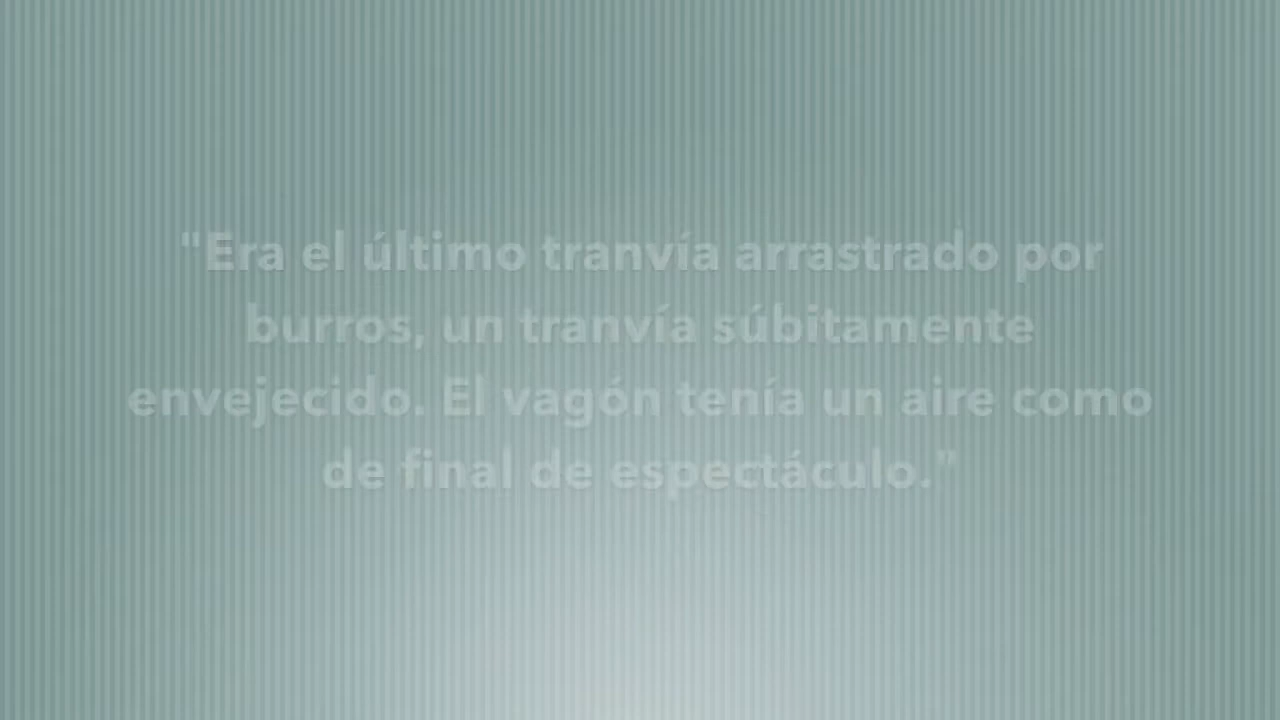 "Era el último tranvía arrastrado por
burros, un tranvía súbitamente
envejecido. El vagón tenía un aire como
de final de espectáculo."